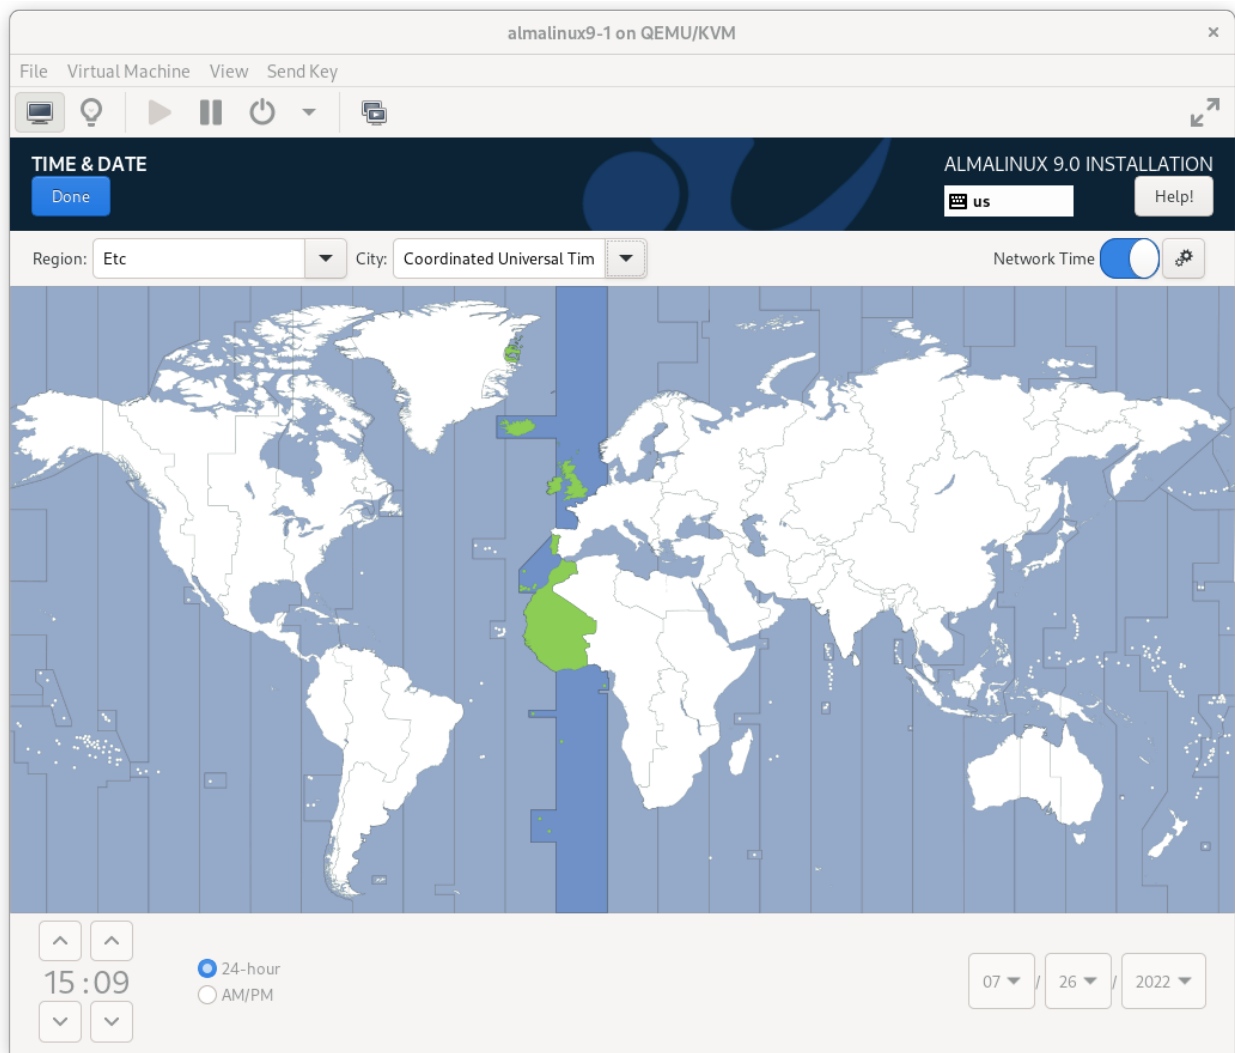 almalinux9-1 on QEMU/KVM
File Virtual Machine View Send Key
TIME & DATE
ALMALINUX 9.0 INSTALLATION
Done
us
Help!
Region: Etc City: Coordinated Universal Tim Network Time
15:09
24-hour
AM/PM
07 / 26 / 2022